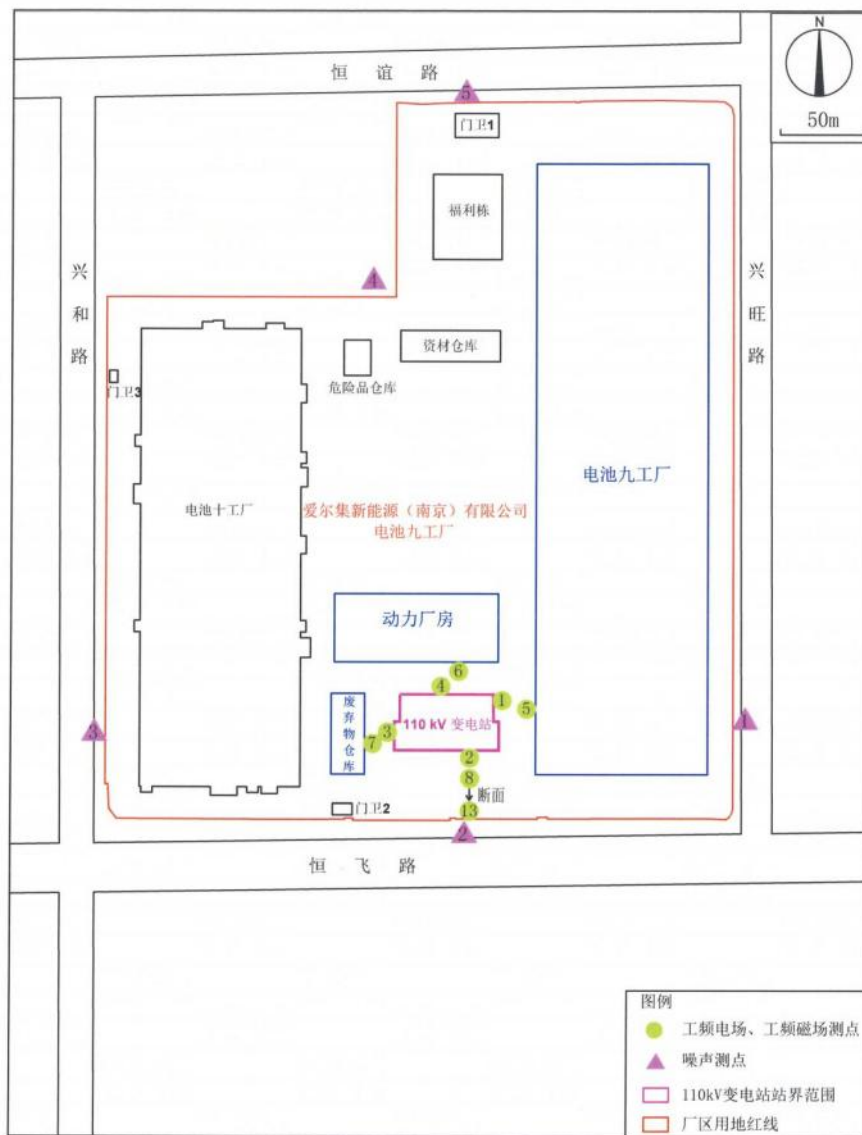 N
50m
恒谊路
5
门卫1
福利栋
4
兴和路
兴旺路
资材仓库
危险品仓库
门卫3
电池九工厂
电池十工厂
爱尔集新能源（南京）有限公司
电池九工厂
动力厂房
6
4
1
5
废弃物仓库
110 kV 变电站
3
7
3
1
2
8
断面
13
门卫2
2
恒飞路
图例
工频电场、工频磁场测点
噪声测点
110kV变电站站界范围
厂区用地红线